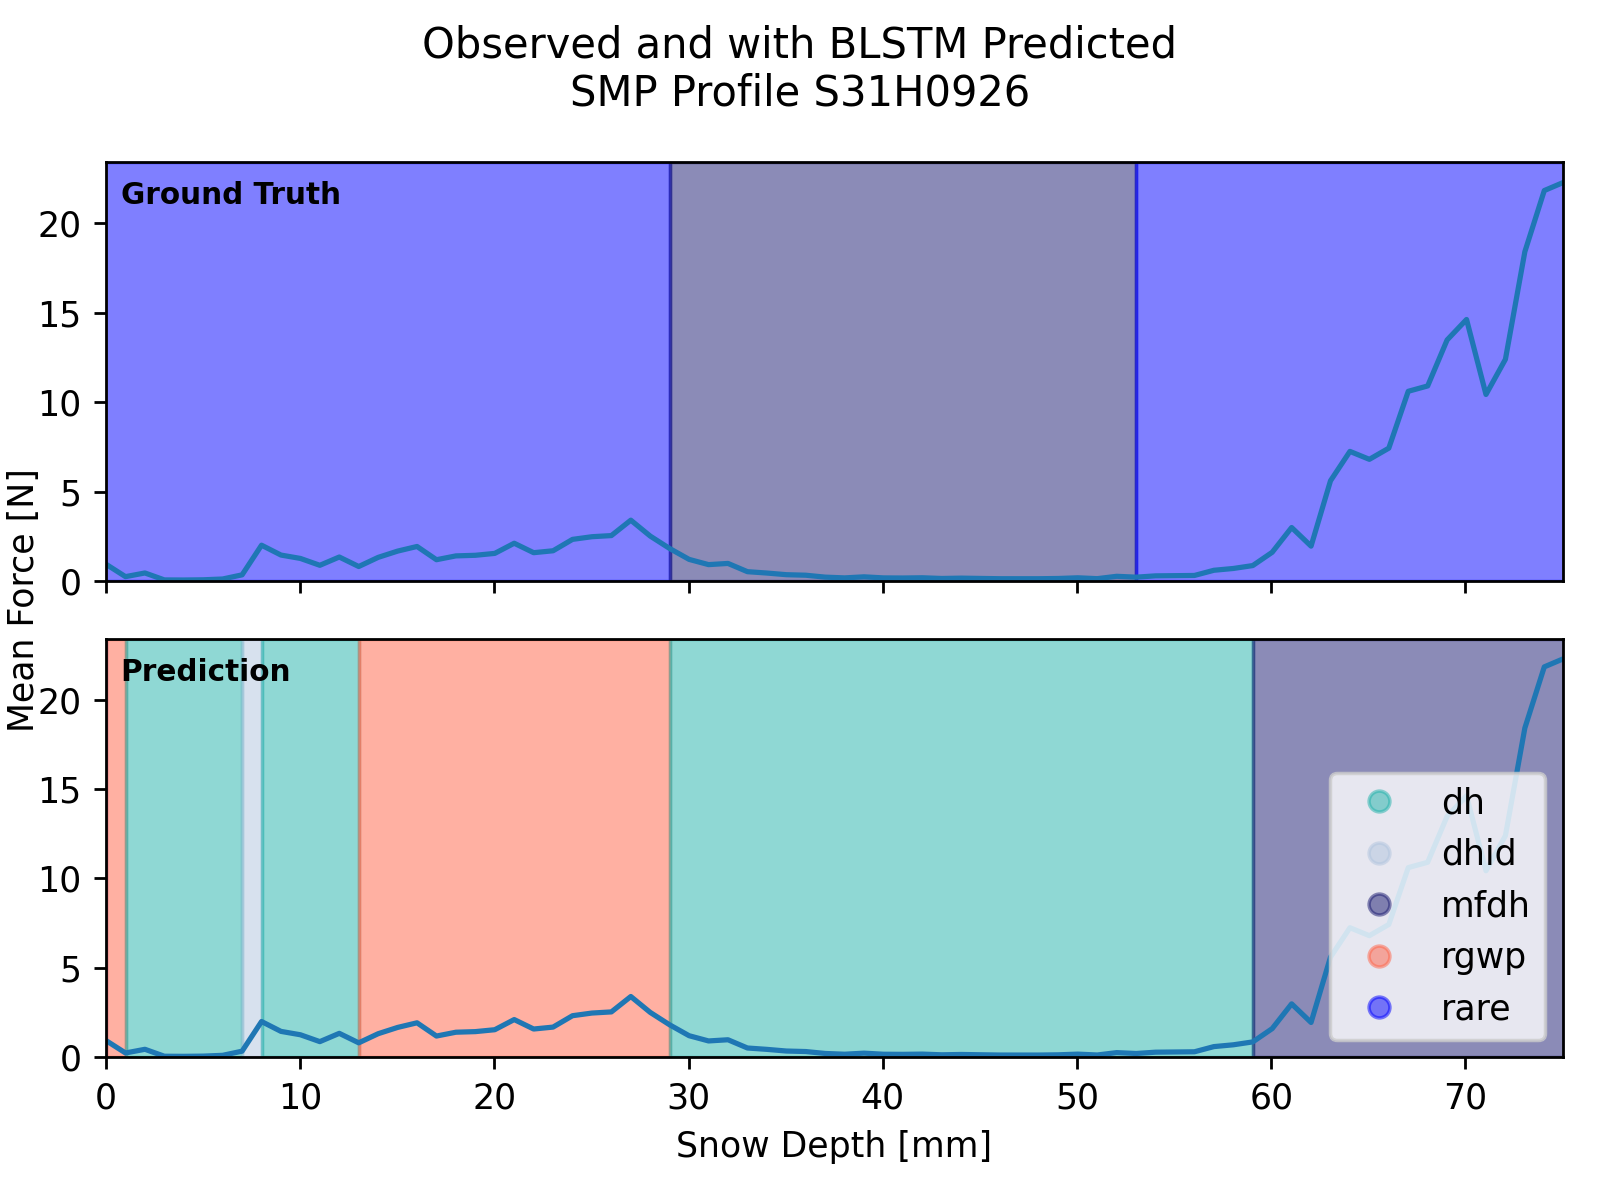 Observed and with BLSTM Predicted
SMP Profile S31H0926
Ground Truth
20
15
10
5
0
Mean Force [N]
Prediction
20
15
10
5
0
dh
dhid
mfdh
rgwp
rare
0 10 20 30 40 50 60 70
Snow Depth [mm]